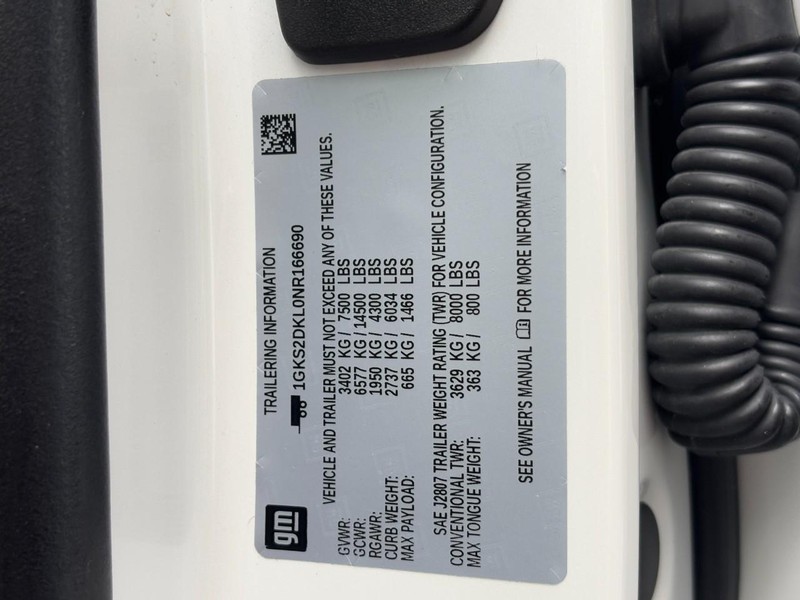 gm
TRAILERING INFORMATION
1GKS2DKL0NR166690
VEHICLE AND TRAILER MUST NOT EXCEED ANY OF THESE VALUES.
GVWR: 3402 KG / 7500 LBS
GCWR: 6577 KG / 14500 LBS
RGAWR: 1950 KG / 4300 LBS
CURB WEIGHT: 2737 KG / 6034 LBS
MAX PAYLOAD: 665 KG / 1466 LBS
SAE J2807 TRAILER WEIGHT RATING (TWR) FOR VEHICLE CONFIGURATION.
CONVENTIONAL TWR: 3629 KG / 8000 LBS
MAX TONGUE WEIGHT: 363 KG / 800 LBS
SEE OWNER'S MANUAL FOR MORE INFORMATION